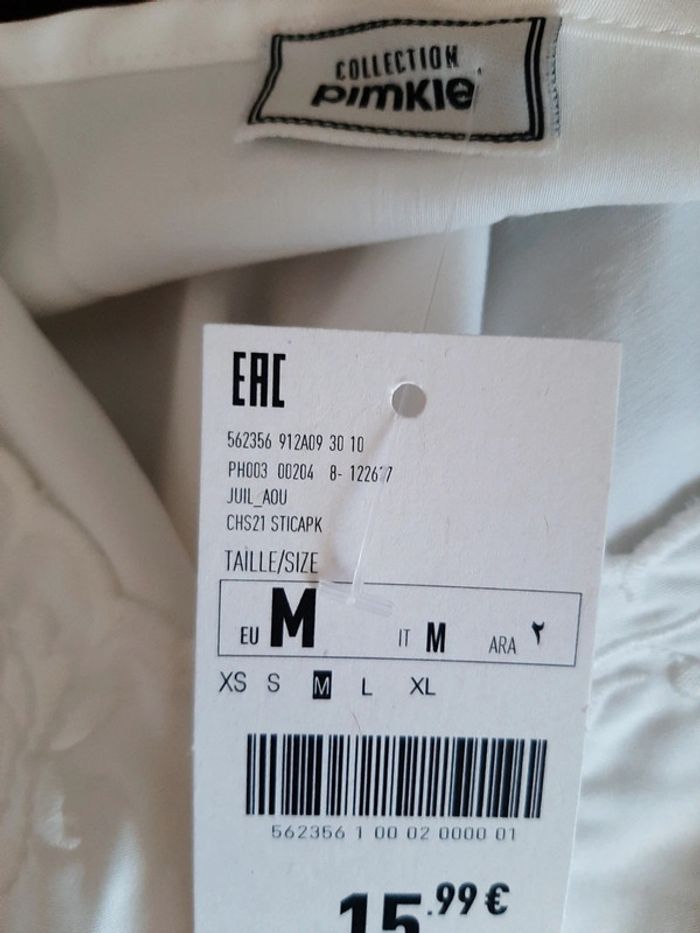 COLLECTION
pimkie
EAC
562356 912A09 30 10
PH003 00204 8-
JUIL_AOU
CHS21 STICAPK
TAILLE/SIZE
EU M IT M ARA ٢
XS S M L XL
562356 1 00 02 0000 01
15.99 €